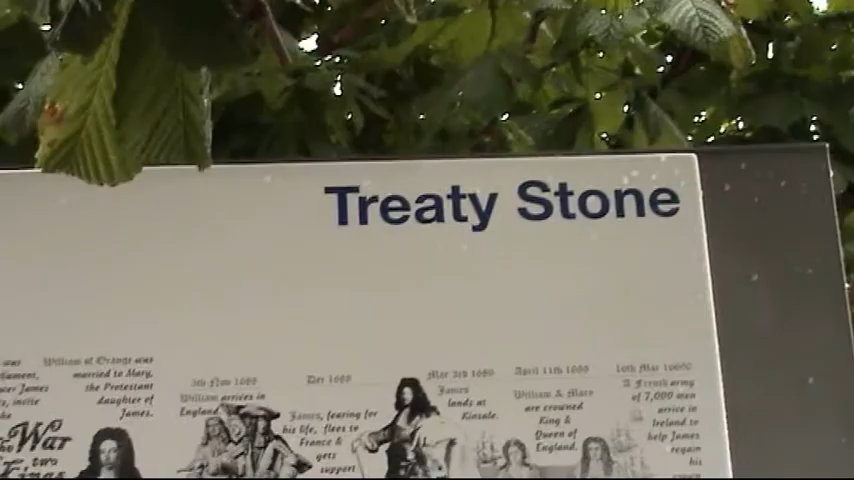 Treaty Stone
was
William of Orange was
married to Mary,
the Protestant
daughter of
James.
War
two
Kings
5th Nov 1688
William arrives in
England
Dec 1688
James, fearing for
his life, flees to
France &
gets
support
Mar 3rd 1689
James
lands at
Kinsale.
April 11th 1689
William & Mary
are crowned
King &
Queen of
England.
A French army
of 7,000 men
arrive in
Ireland to
help James
regain
his